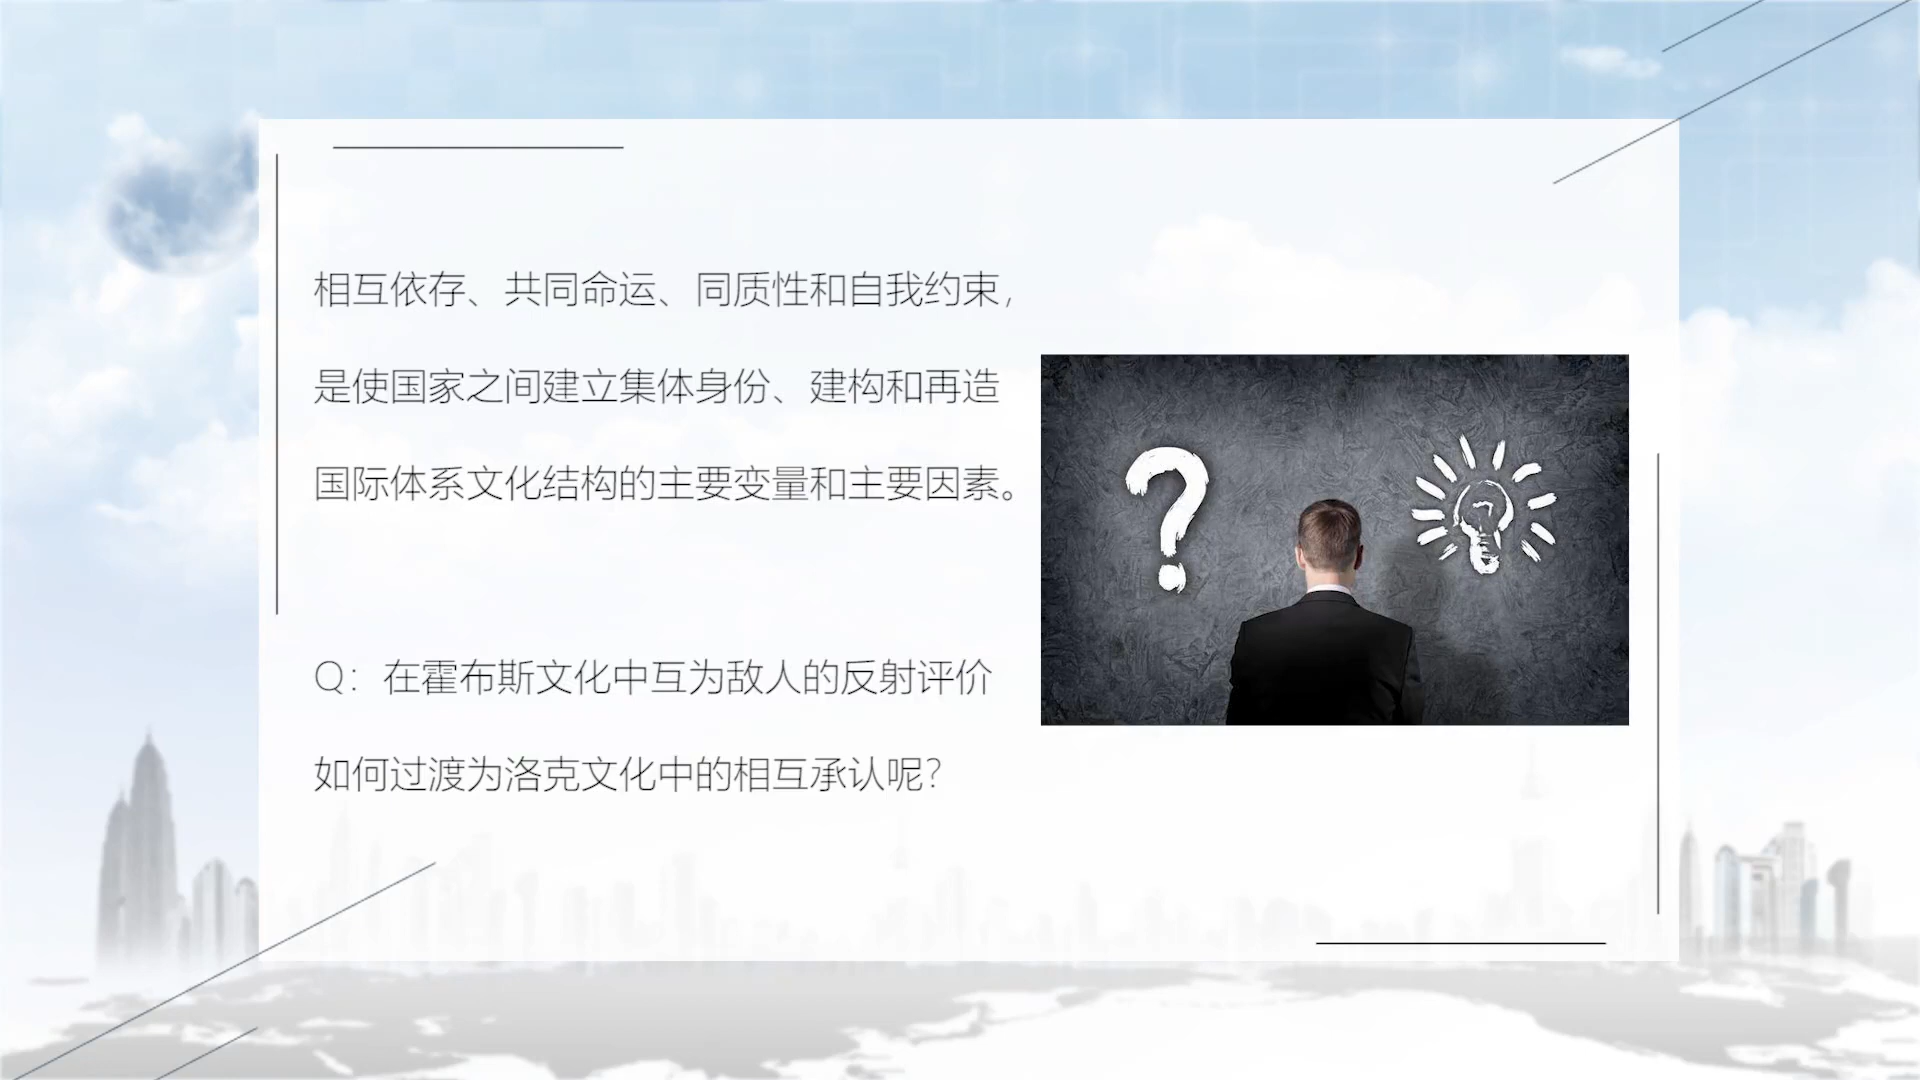 相互依存、共同命运、同质性和自我约束，
是使国家之间建立集体身份、建构和再造
国际体系文化结构的主要变量和主要因素。
Q：在霍布斯文化中互为敌人的反射评价
如何过渡为洛克文化中的相互承认呢？